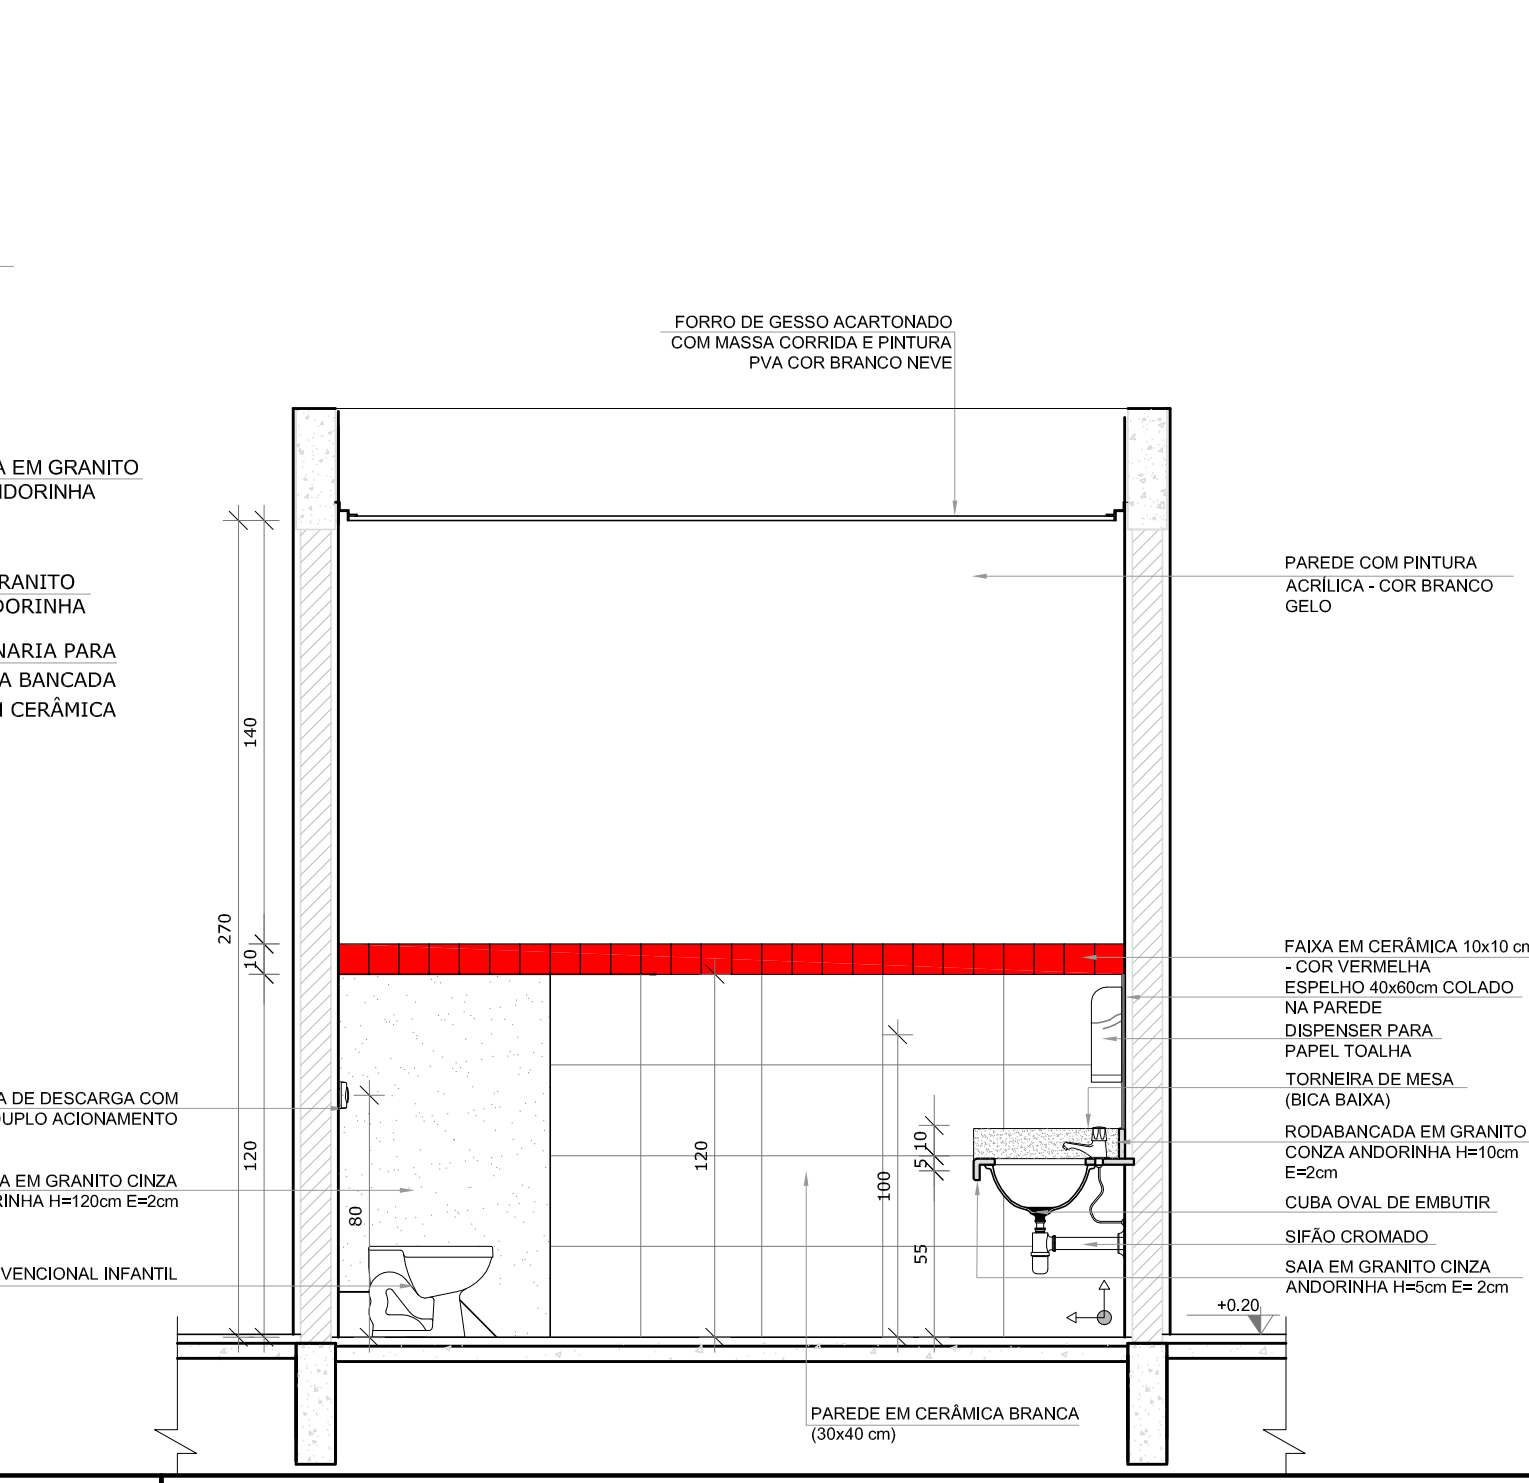 FORRO DE GESSO ACARTONADO
COM MASSA CORRIDA E PINTURA
PVA COR BRANCO NEVE
A EM GRANITO
NDORINHA
RANITO
DORINHA
NARIA PARA
A BANCADA
CERÂMICA
PAREDE COM PINTURA
ACRÍLICA - COR BRANCO
GELO
140
270
10
120
80
120
100
10
5
55
FAIXA EM CERÂMICA 10x10 cm
- COR VERMELHA
ESPELHO 40x60cm COLADO
NA PAREDE
DISPENSER PARA
PAPEL TOALHA
TORNEIRA DE MESA
(BICA BAIXA)
RODABANCADA EM GRANITO
CONZA ANDORINHA H=10cm
E=2cm
CUBA OVAL DE EMBUTIR
SIFÃO CROMADO
SAIA EM GRANITO CINZA
ANDORINHA H=5cm E= 2cm
+0.20
A DE DESCARGA COM
DUPLO ACIONAMENTO
A EM GRANITO CINZA
RINHA H=120cm E=2cm
VENCIONAL INFANTIL
PAREDE EM CERÂMICA BRANCA
(30x40 cm)